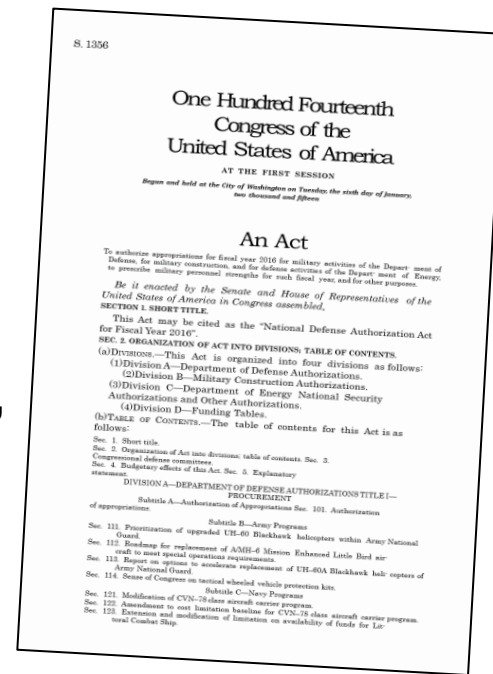 S. 1356
One Hundred Fourteenth
Congress of the
United States of America
AT THE FIRST SESSION
Begun and held at the City of Washington on Tuesday, the sixth day of January,
two thousand and fifteen
An Act
To authorize appropriations for fiscal year 2016 for military activities of the Depart- ment of
Defense, for military construction, and for defense activities of the Depart- ment of Energy,
to prescribe military personnel strengths for such fiscal year, and for other purposes.
Be it enacted by the Senate and House of Representatives of the
United States of America in Congress assembled,
SECTION 1. SHORT TITLE.
This Act may be cited as the “National Defense Authorization Act
for Fiscal Year 2016”.
SEC. 2. ORGANIZATION OF ACT INTO DIVISIONS; TABLE OF CONTENTS.
(a)DIVISIONS.—This Act is organized into four divisions as follows:
(1)Division A—Department of Defense Authorizations.
(2)Division B—Military Construction Authorizations.
(3)Division C—Department of Energy National Security
Authorizations and Other Authorizations.
(4)Division D—Funding Tables.
(b)TABLE OF CONTENTS.—The table of contents for this Act is as
follows:
Sec. 1. Short title.
Sec. 2. Organization of Act into divisions; table of contents. Sec. 3.
Congressional defense committees.
Sec. 4. Budgetary effects of this Act. Sec. 5. Explanatory
statement.
DIVISION A—DEPARTMENT OF DEFENSE AUTHORIZATIONS TITLE I—
PROCUREMENT
Subtitle A—Authorization of Appropriations Sec. 101. Authorization
of appropriations.
Subtitle B—Army Programs
Sec. 111. Prioritization of upgraded UH–60 Blackhawk helicopters within Army National
Guard.
Sec. 112. Roadmap for replacement of A/MH–6 Mission Enhanced Little Bird air-
craft to meet special operations requirements.
Sec. 113. Report on options to accelerate replacement of UH–60A Blackhawk heli- copters of
Army National Guard.
Sec. 114. Sense of Congress on tactical wheeled vehicle protection kits.
Subtitle C—Navy Programs
Sec. 121. Modification of CVN–78 class aircraft carrier program.
Sec. 122. Amendment to cost limitation baseline for CVN–78 class aircraft carrier program.
Sec. 123. Extension and modification of limitation on availability of funds for Lit-
toral Combat Ship.